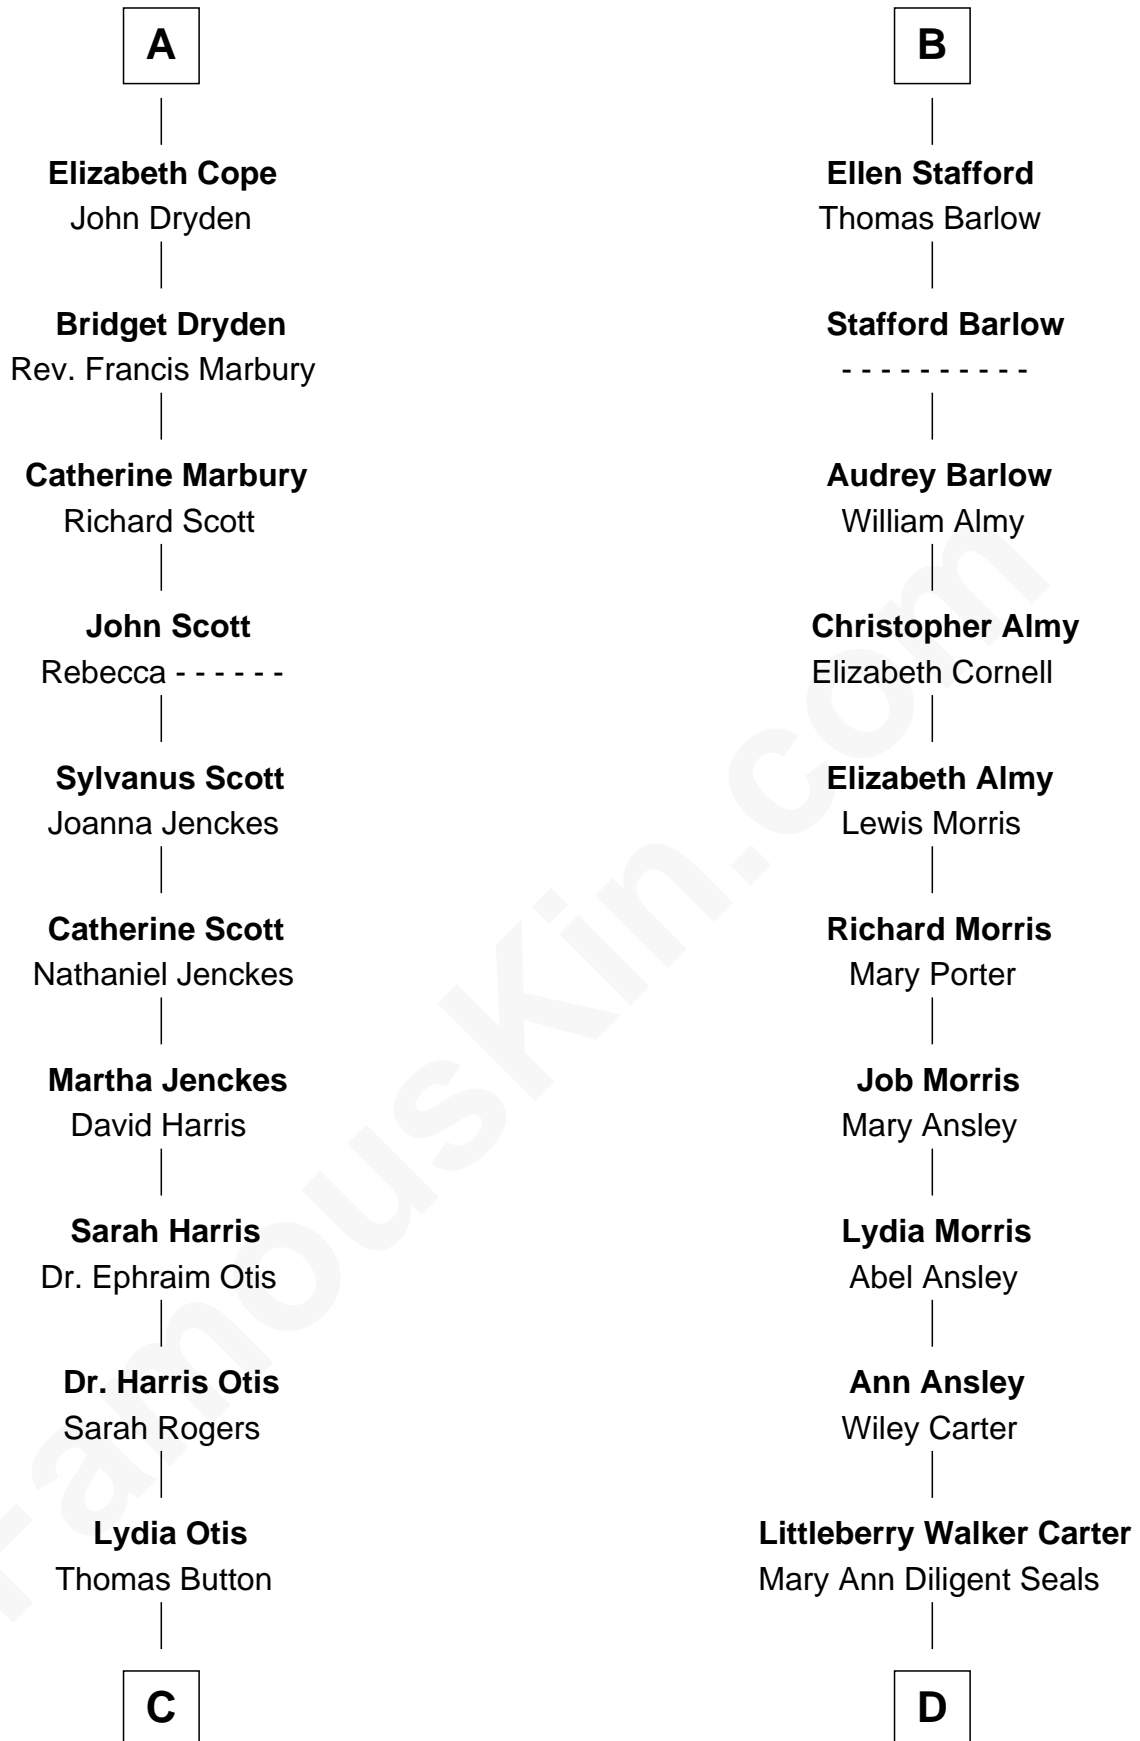 A
Elizabeth Cope
John Dryden
Bridget Dryden
Rev. Francis Marbury
Catherine Marbury
Richard Scott
John Scott
Rebecca - - - - - -
Sylvanus Scott
Joanna Jenckes
Catherine Scott
Nathaniel Jenckes
Martha Jenckes
David Harris
Sarah Harris
Dr. Ephraim Otis
Dr. Harris Otis
Sarah Rogers
Lydia Otis
Thomas Button
C
B
Ellen Stafford
Thomas Barlow
Stafford Barlow
- - - - - - - - - -
Audrey Barlow
William Almy
Christopher Almy
Elizabeth Cornell
Elizabeth Almy
Lewis Morris
Richard Morris
Mary Porter
Job Morris
Mary Ansley
Lydia Morris
Abel Ansley
Ann Ansley
Wiley Carter
Littleberry Walker Carter
Mary Ann Diligent Seals
D
FamousKin.com